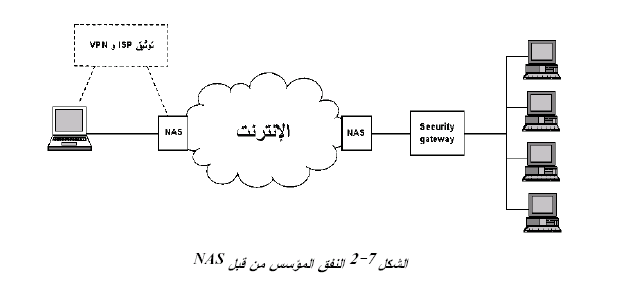 توثيق ISP و VPN
NAS
الإنترنت
NAS
Security
gateway
الشكل 7-2 النفق المؤسس من قبل NAS